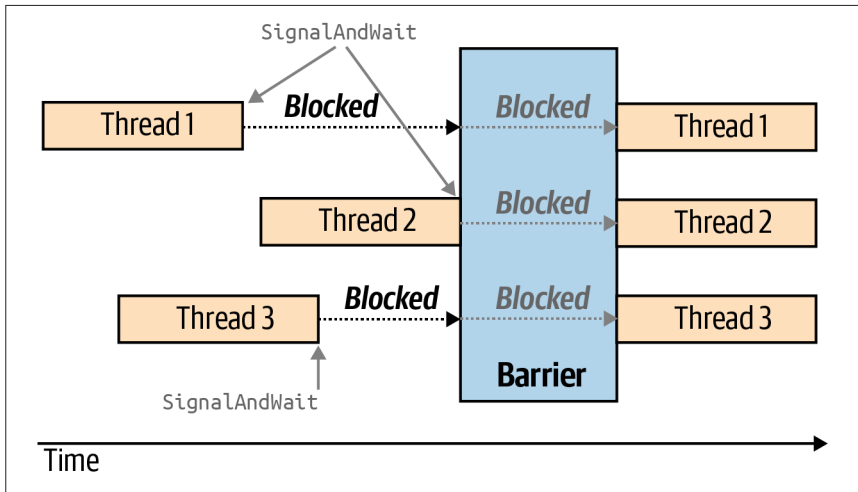 SignalAndWait
Thread 1
Blocked
Blocked
Thread 1
Thread 2
Blocked
Thread 2
Thread 3
Blocked
Blocked
Thread 3
Barrier
SignalAndWait
Time